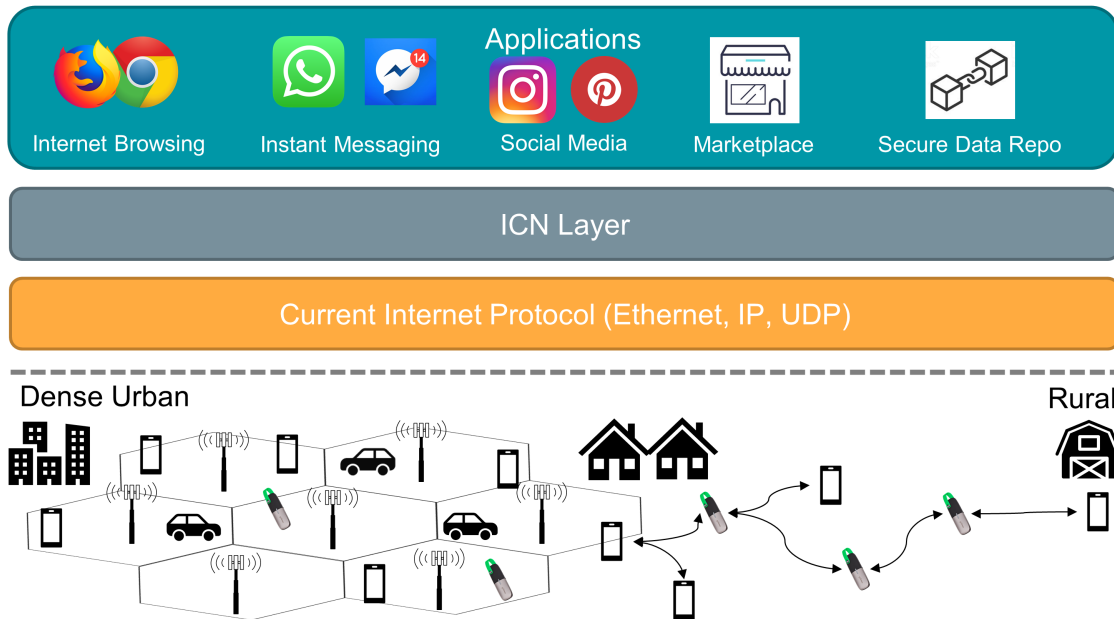 Applications
14
Internet Browsing
Instant Messaging
Social Media
Marketplace
Secure Data Repo
ICN Layer
Current Internet Protocol (Ethernet, IP, UDP)
Dense Urban
Rural